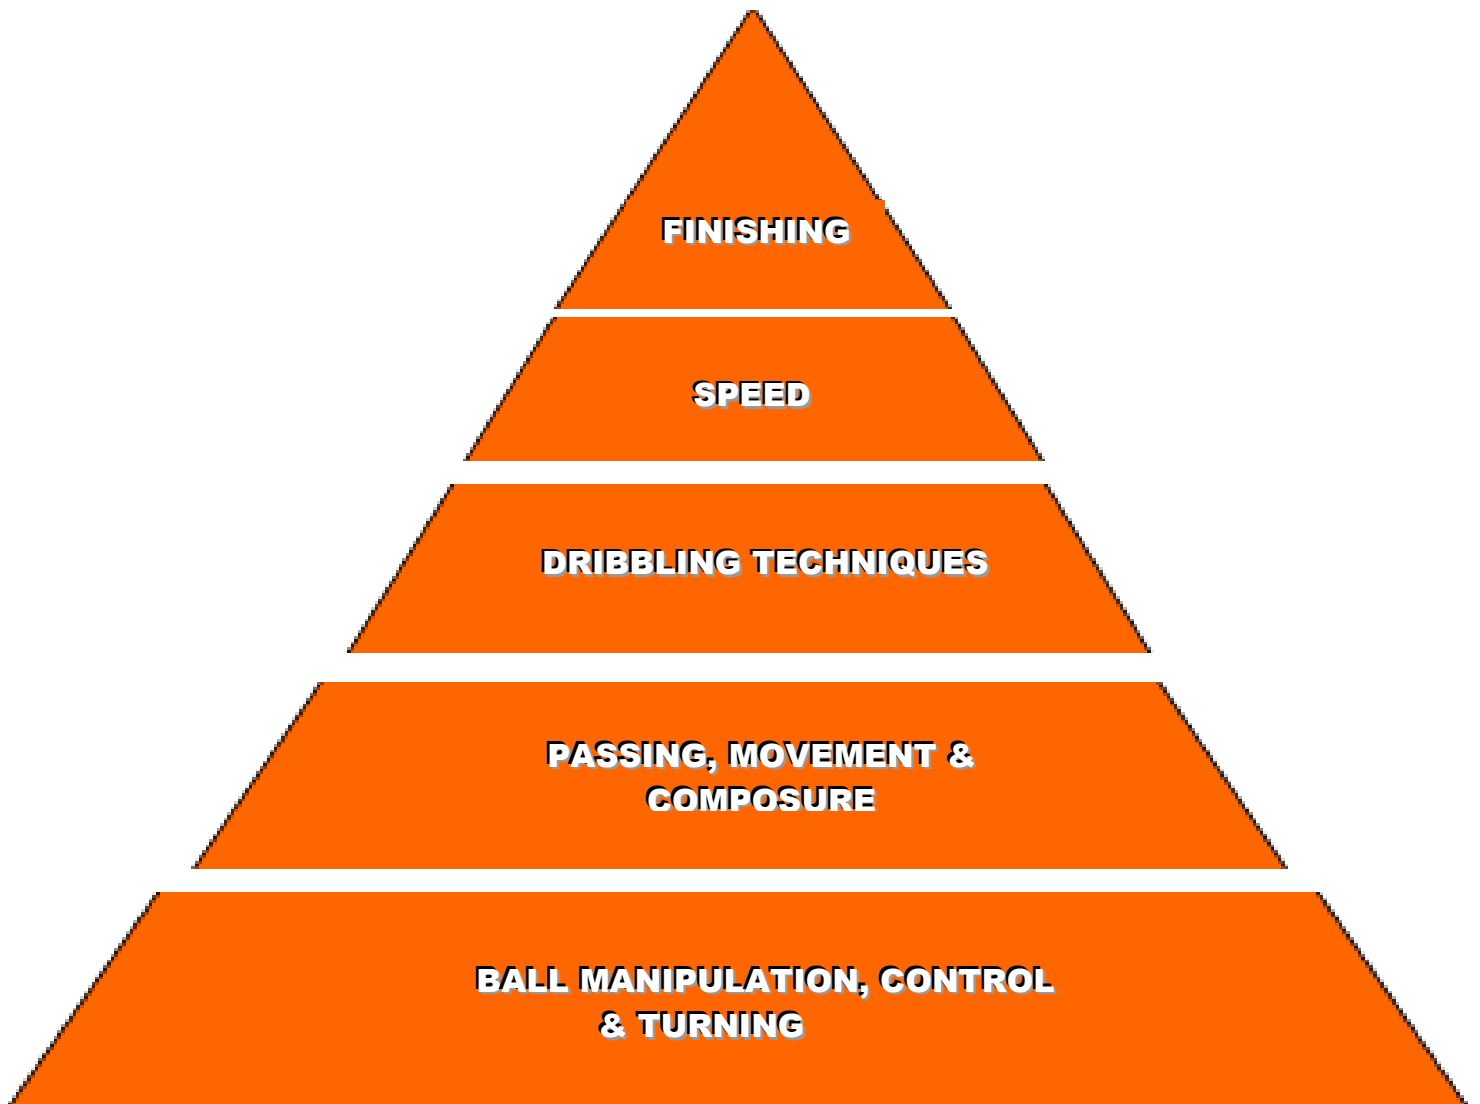 FINISHING
SPEED
DRIBBLING TECHNIQUES
PASSING, MOVEMENT &
COMPOSURE
BALL MANIPULATION, CONTROL
& TURNING